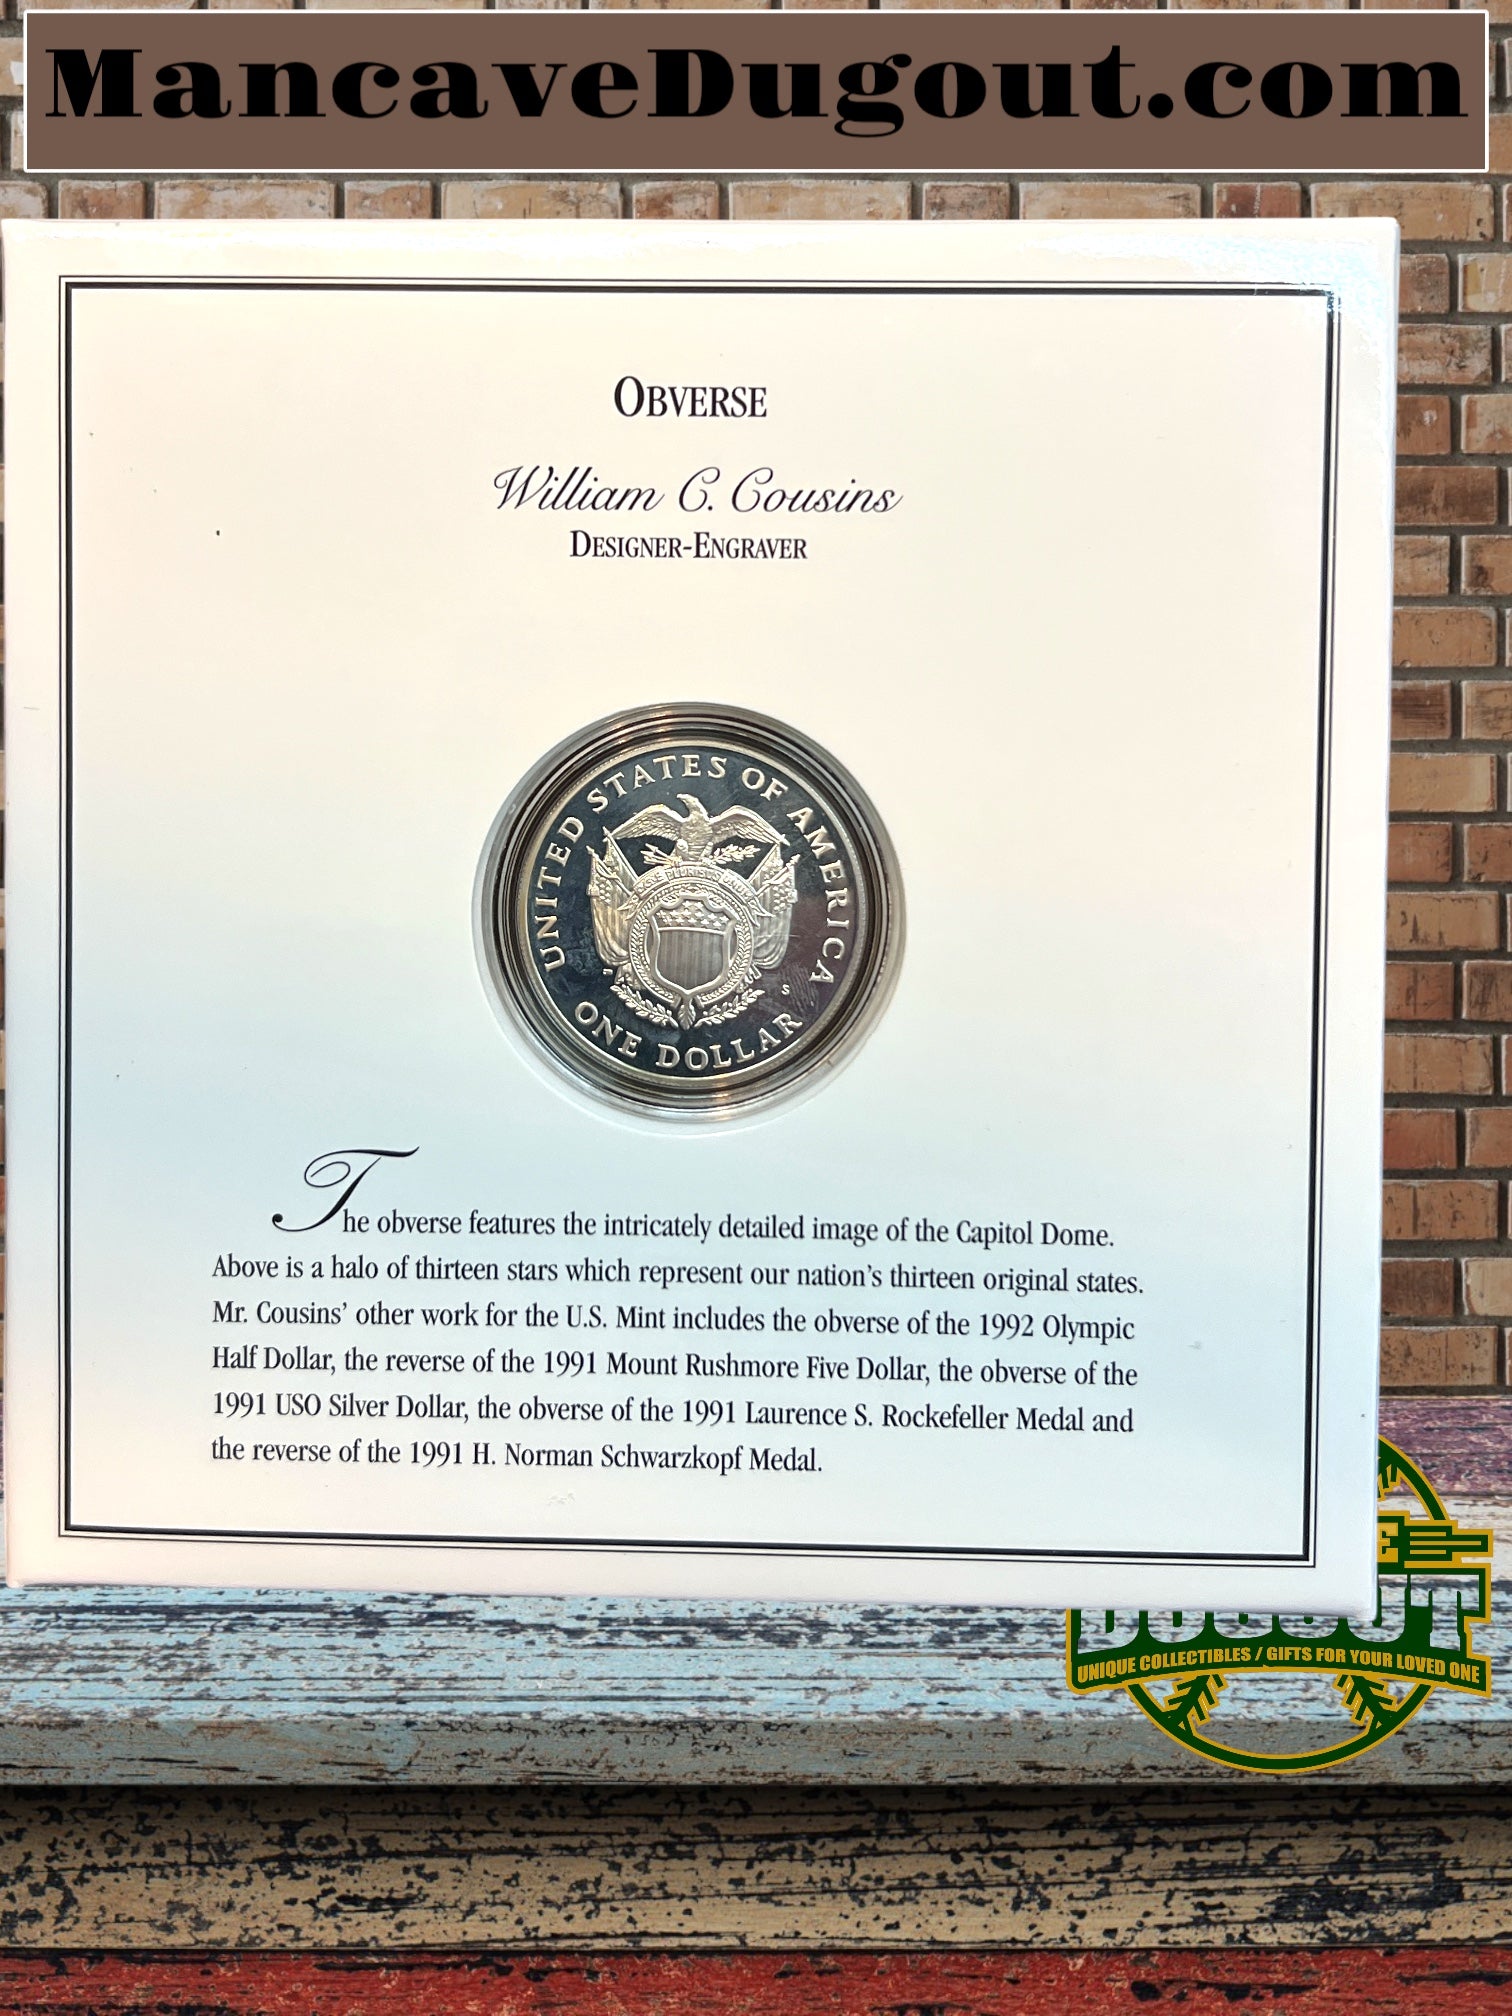 MancaveDugout.com
OBVERSE
William C. Cousins
DESIGNER-ENGRAVER
UNITED STATES OF AMERICA
S
ONE DOLLAR
The obverse features the intricately detailed image of the Capitol Dome.
Above is a halo of thirteen stars which represent our nation's thirteen original states.
Mr. Cousins' other work for the U.S. Mint includes the obverse of the 1992 Olympic
Half Dollar, the reverse of the 1991 Mount Rushmore Five Dollar, the obverse of the
1991 USO Silver Dollar, the obverse of the 1991 Laurence S. Rockefeller Medal and
the reverse of the 1991 H. Norman Schwarzkopf Medal.
UNIQUE COLLECTIBLES / GIFTS FOR YOUR LOVED ONE